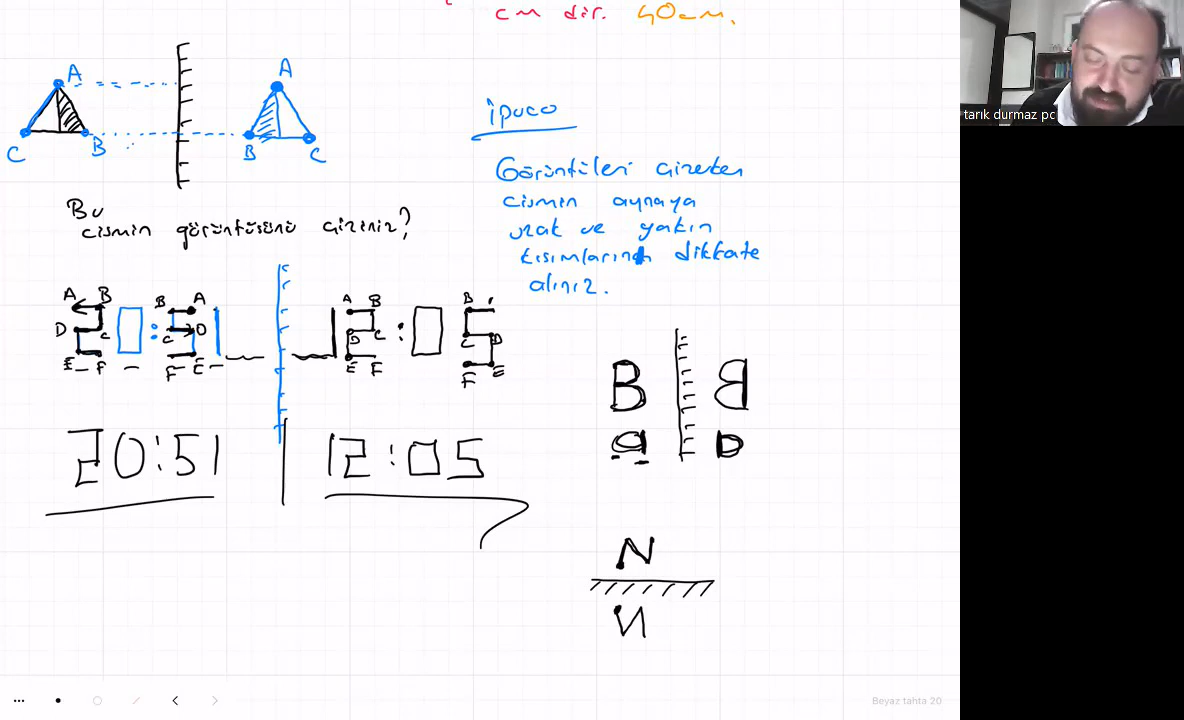 cm dir. 40cm.
tarık durmaz pc
A
A
C
B
B
C
İpucu
Görüntüleri çizerken
cismin aynaya
uzak ve yakın
kısımlarını dikkate
alınız.
Bu
cismin görüntüsünü çiziniz?
A B B A A B B
D C : C D D C : C D
E F F E E F F E
B B
a a
20:51 12:05
N
N
Beyaz tahta 20